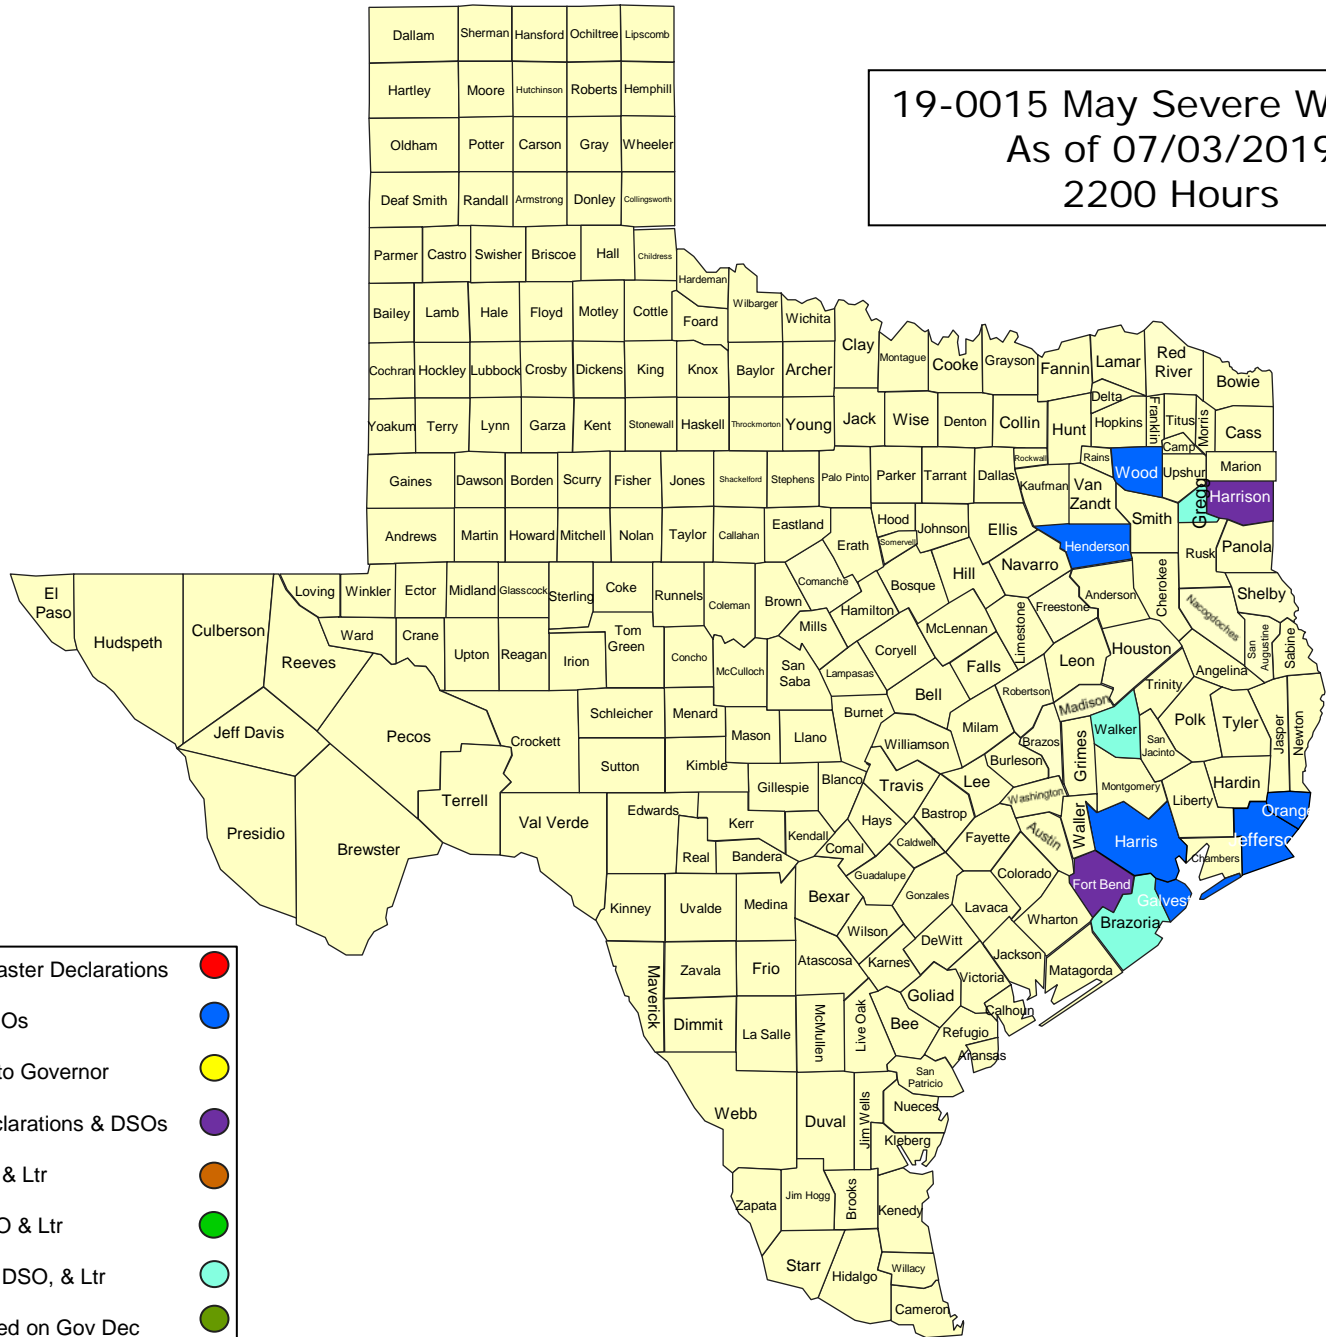 19-0015 May Severe W
As of 07/03/2019
2200 Hours
Dallam Sherman Hansford Ochiltree Lipscomb
Hartley Moore Hutchinson Roberts Hemphill
Oldham Potter Carson Gray Wheeler
Deaf Smith Randall Armstrong Donley Collingsworth
Parmer Castro Swisher Briscoe Hall Childress
Hardeman
Bailey Lamb Hale Floyd Motley Cottle Foard Wilbarger Wichita
Clay Montague Cooke Grayson Fannin Lamar Red River Bowie
Cochran Hockley Lubbock Crosby Dickens King Knox Baylor Archer
Delta
Yoakum Terry Lynn Garza Kent Stonewall Haskell Throckmorton Young Jack Wise Denton Collin Hunt Hopkins Franklin Titus Morris Cass
Camp
Rockwall Rains Wood Upshur Marion
Gaines Dawson Borden Scurry Fisher Jones Shackelford Stephens Palo Pinto Parker Tarrant Dallas Kaufman Van Zandt Gregg Harrison
Andrews Martin Howard Mitchell Nolan Taylor Callahan Eastland Erath Hood Somervell Johnson Ellis Henderson Smith Rusk Panola
El Paso Hudspeth Culberson Loving Winkler Ector Midland Glasscock Sterling Coke Runnels Coleman Brown Comanche Hamilton Bosque Hill Navarro Freestone Anderson Cherokee Nacogdoches Shelby
Reeves Ward Crane Upton Reagan Irion Tom Green Concho McCulloch San Saba Mills Lampasas Coryell McLennan Limestone Falls Leon Houston Angelina San Augustine Sabine
Jeff Davis Pecos Crockett Schleicher Menard Mason Llano Burnet Bell Milam Robertson Madison Walker Trinity San Jacinto Polk Tyler Jasper Newton
Presidio Brewster Terrell Sutton Kimble Gillespie Blanco Williamson Travis Lee Burleson Brazos Grimes Montgomery Liberty Hardin Orange
Val Verde Edwards Kerr Kendall Hays Bastrop Washington Austin Waller Harris Chambers Jefferso
Real Bandera Comal Caldwell Fayette Colorado Fort Bend Galvest
Kinney Uvalde Medina Bexar Guadalupe Gonzales Lavaca Wharton Brazoria
Maverick Zavala Frio Atascosa Wilson Karnes DeWitt Jackson Matagorda
Dimmit La Salle McMullen Live Oak Bee Goliad Victoria Calhoun Refugio Aransas
San Patricio
Webb Duval Jim Wells Nueces
Kleberg
Zapata Jim Hogg Brooks Kenedy
Starr Hidalgo Willacy
Cameron
aster Declarations
Os
to Governor
clarations & DSOs
& Ltr
O & Ltr
DSO, & Ltr
ed on Gov Dec